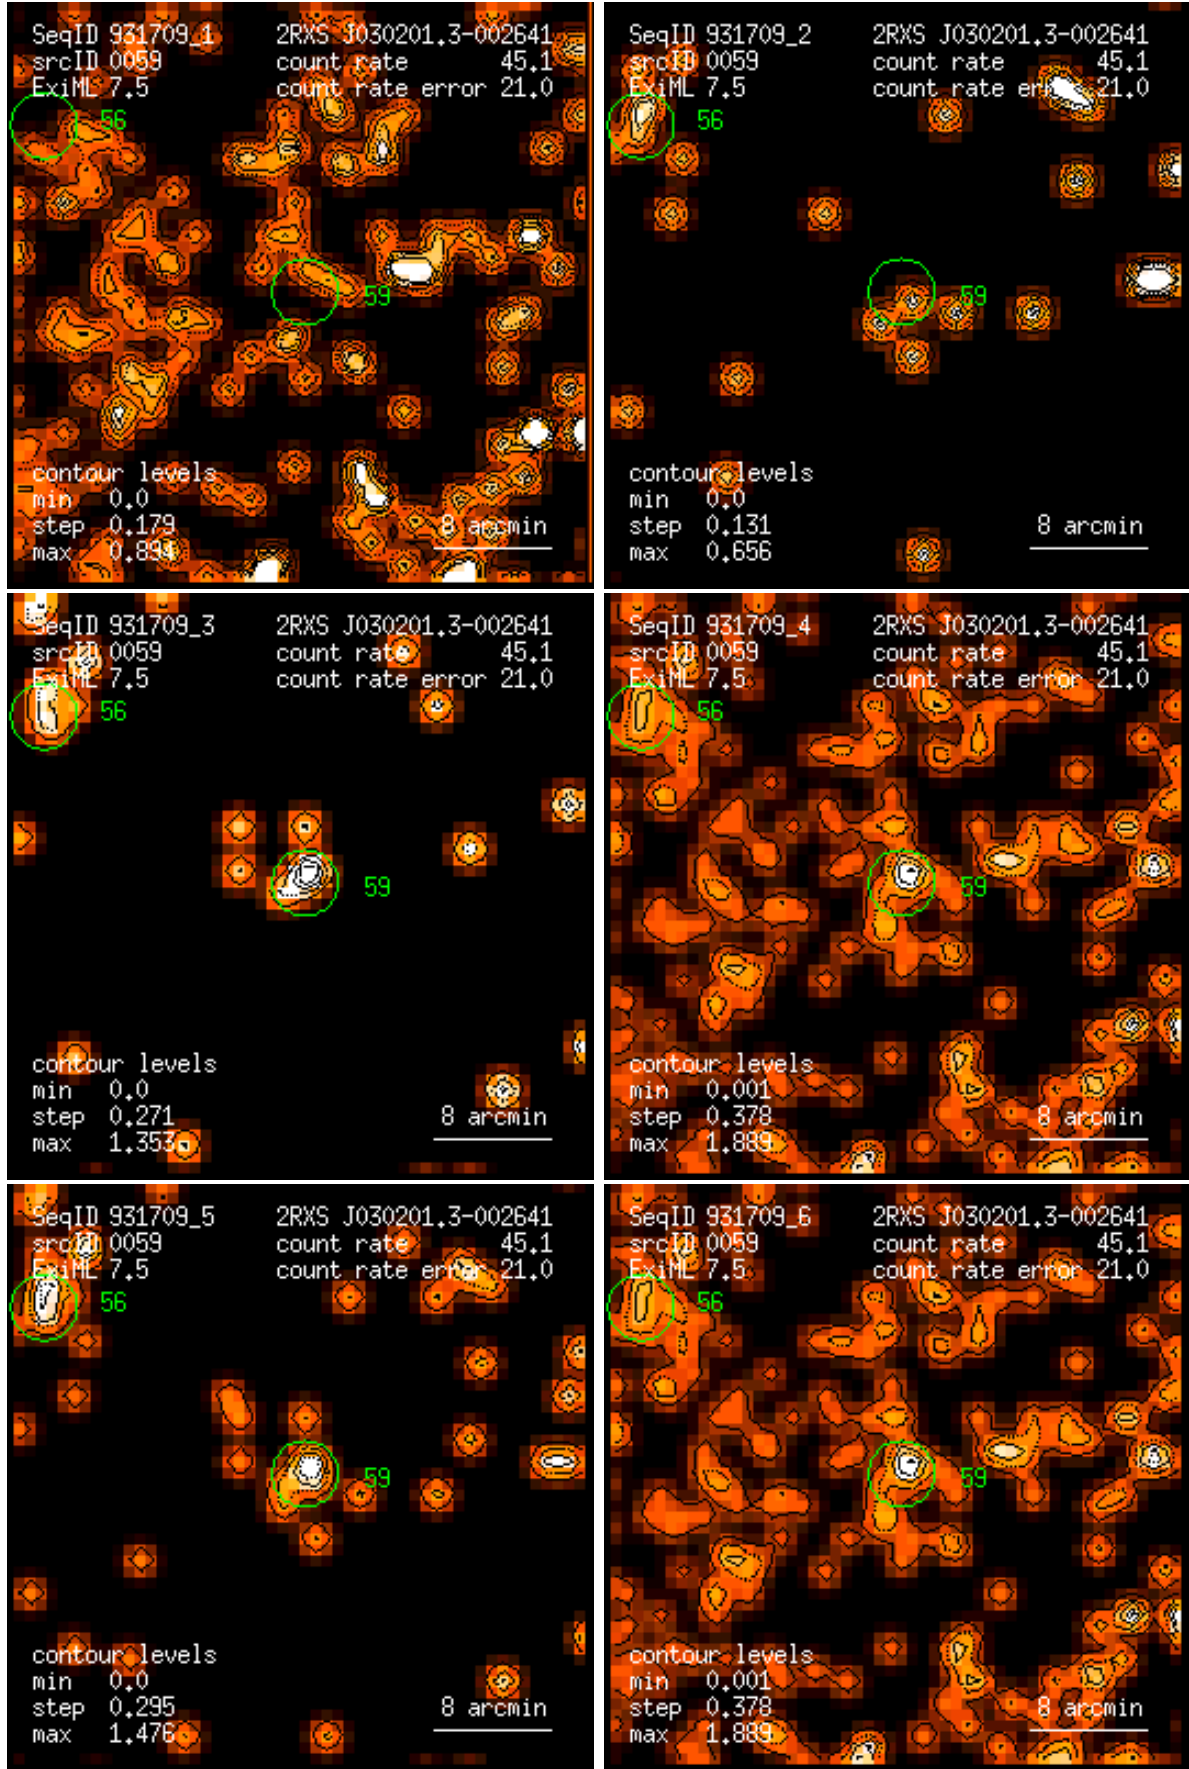 SeqID 931709_1 2RXS J030201.3-002641
srcID 0059 count rate 45.1
ExiML 7.5 count rate error 21.0
56
59
contour levels
min 0.0
step 0.179
max 0.894
8 arcmin
SeqID 931709_2 2RXS J030201.3-002641
srcID 0059 count rate 45.1
ExiML 7.5 count rate error 21.0
56
59
contour levels
min 0.0
step 0.131
max 0.656
8 arcmin
SeqID 931709_3 2RXS J030201.3-002641
srcID 0059 count rate 45.1
ExiML 7.5 count rate error 21.0
56
59
contour levels
min 0.0
step 0.271
max 1.353
8 arcmin
SeqID 931709_4 2RXS J030201.3-002641
srcID 0059 count rate 45.1
ExiML 7.5 count rate error 21.0
56
59
contour levels
min 0.001
step 0.378
max 1.889
8 arcmin
SeqID 931709_5 2RXS J030201.3-002641
srcID 0059 count rate 45.1
ExiML 7.5 count rate error 21.0
56
59
contour levels
min 0.0
step 0.295
max 1.476
8 arcmin
SeqID 931709_6 2RXS J030201.3-002641
srcID 0059 count rate 45.1
ExiML 7.5 count rate error 21.0
56
59
contour levels
min 0.001
step 0.378
max 1.889
8 arcmin